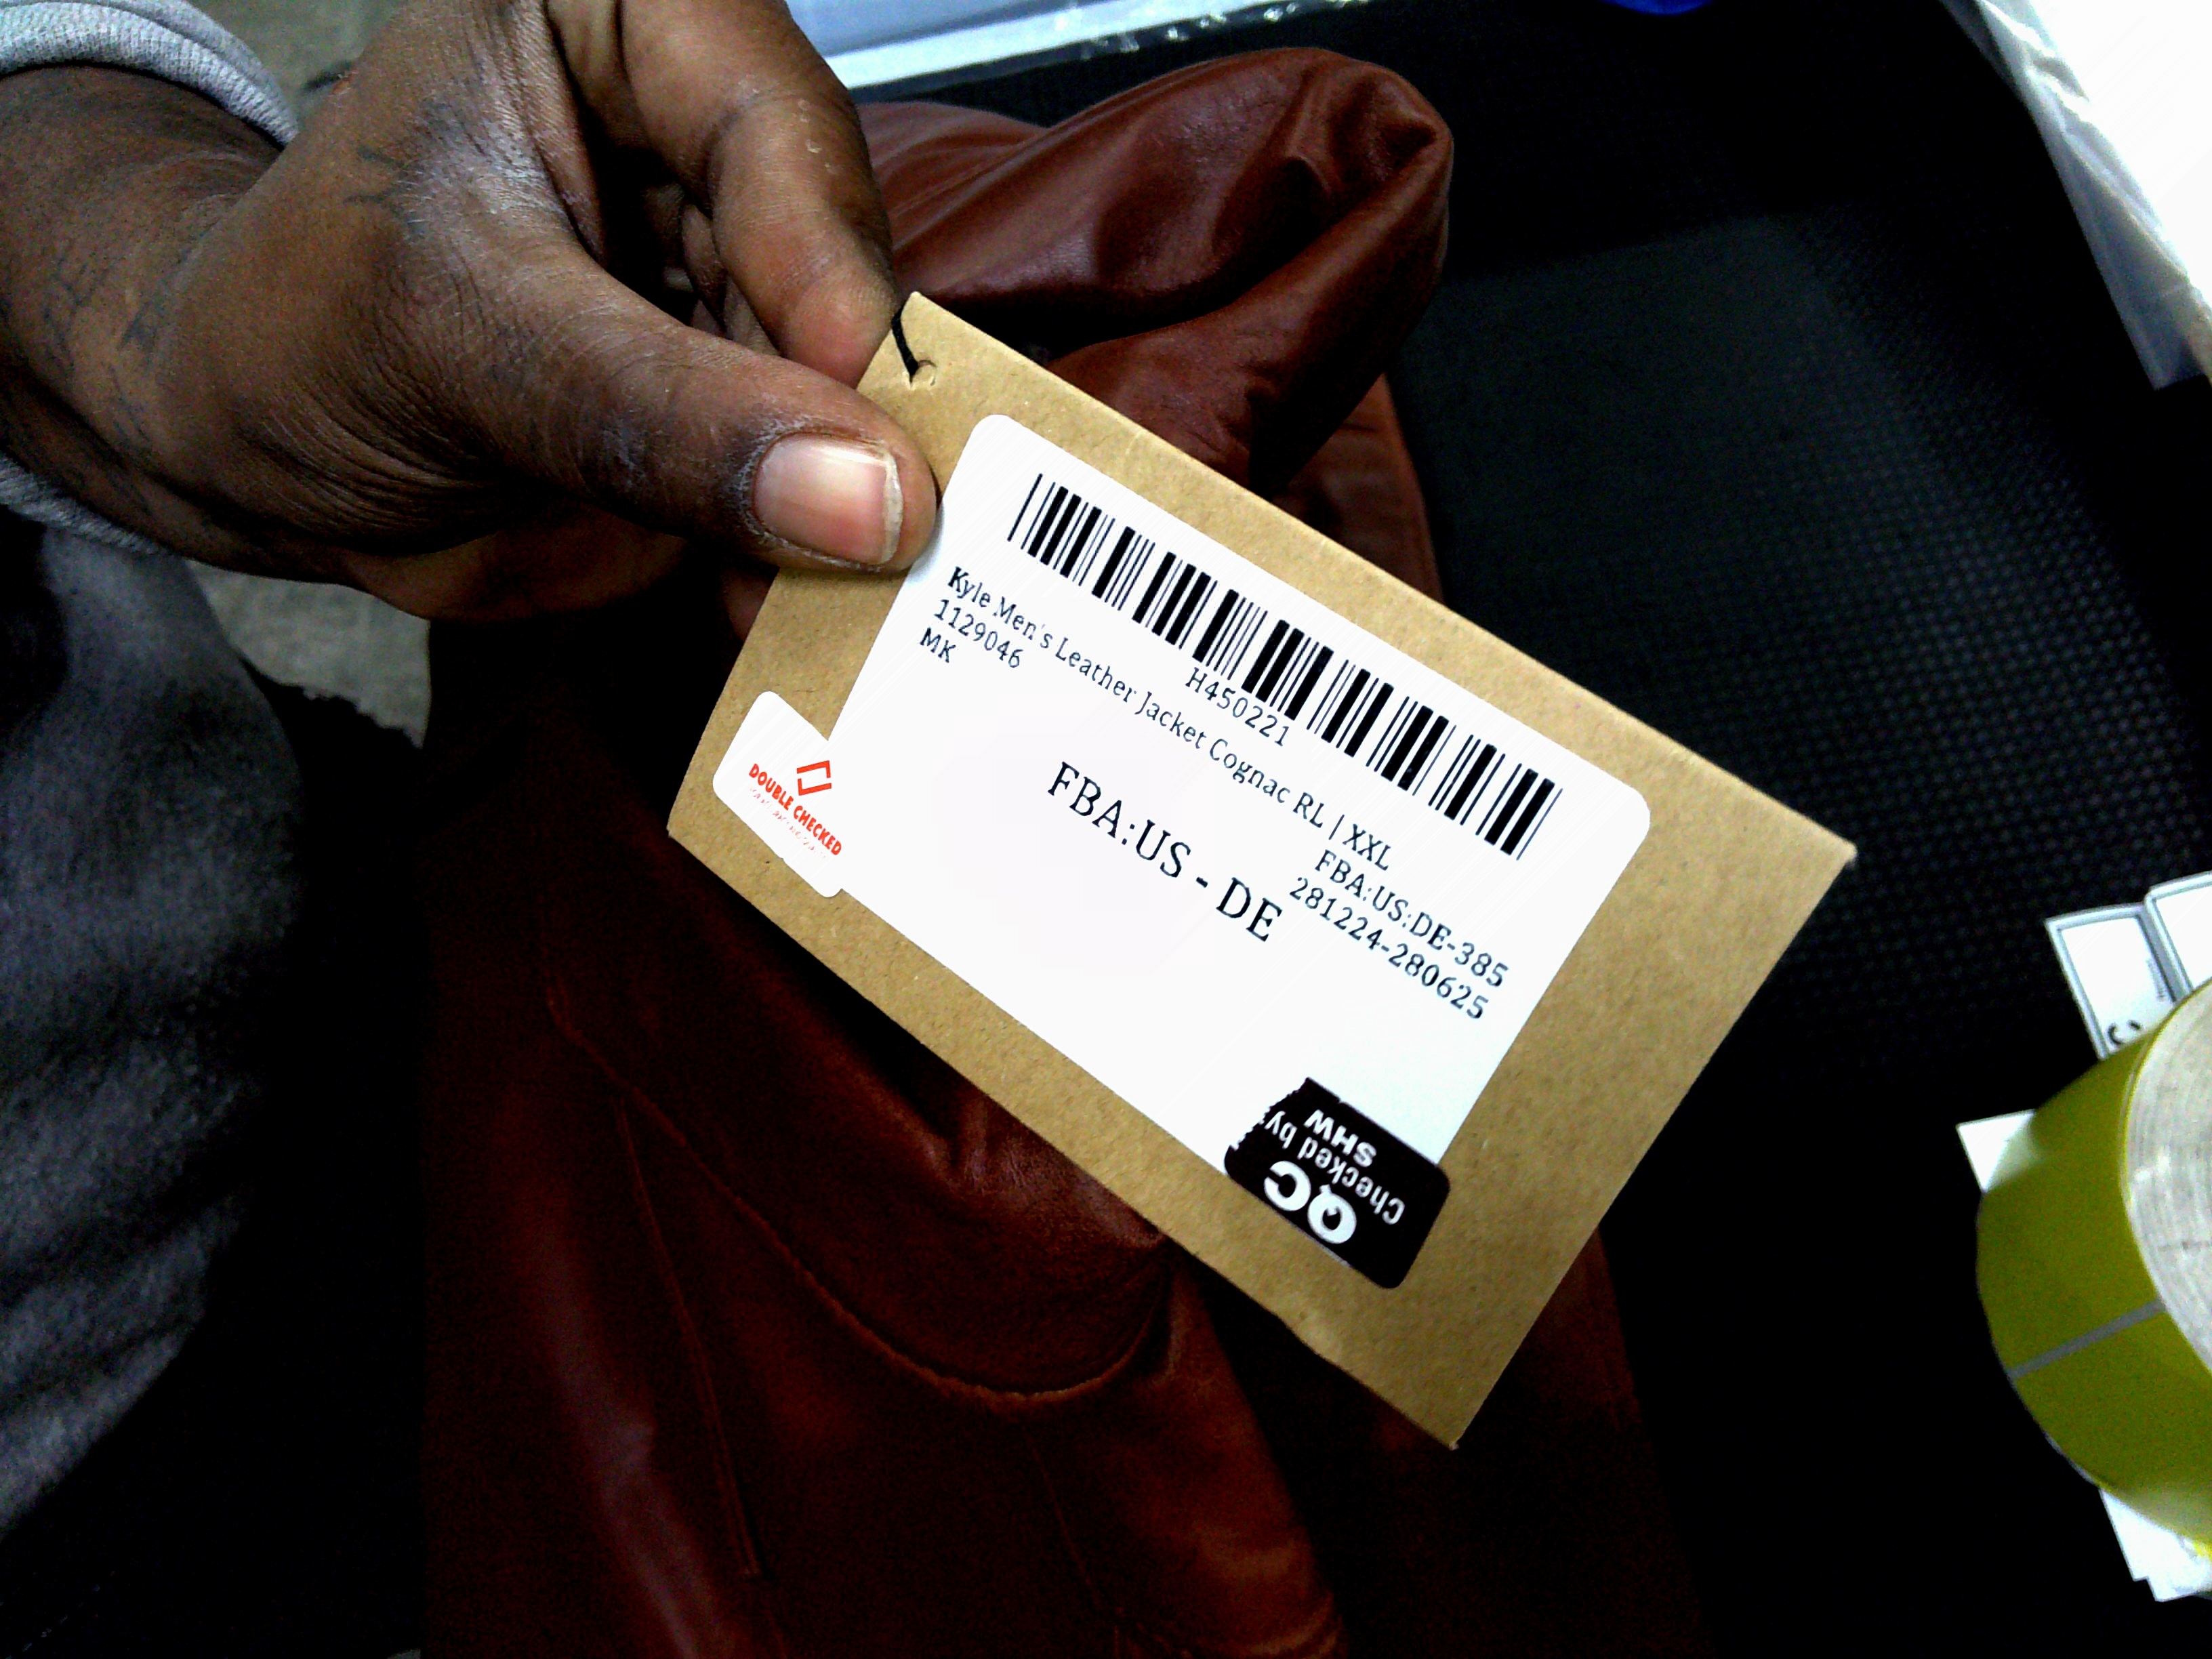 H450221
Kyle Men's Leather Jacket Cognac RL | XXL
1129046
FBA:US:DE-385
MK
281224-280625
FBA:US - DE
DOUBLE CHECKED
QC
Checked by:
SHW